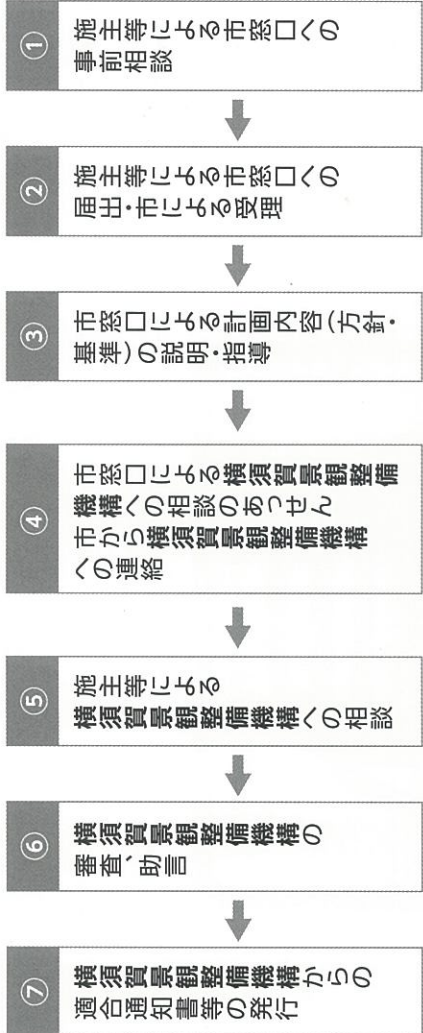 ①
施主等による市窓口への
事前相談
②
施主等による市窓口への
届出・市による受理
③
市窓口による計画内容(方針・
基準)の説明・指導
④
市窓口による横須賀景観整備
機構への相談のあっせん
市から横須賀景観整備機構
への連絡
⑤
施主等による
横須賀景観整備機構への相談
⑥
横須賀景観整備機構の
審査、助言
⑦
横須賀景観整備機構からの
適合通知書等の発行